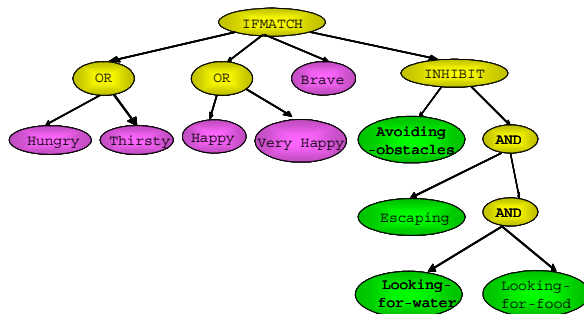 IFMATCH
OR
OR
Brave
INHIBIT
Hungry
Thirsty
Happy
Very Happy
Avoiding
-obstacles
AND
Escaping
AND
Looking-
for-water
Looking-
for-food